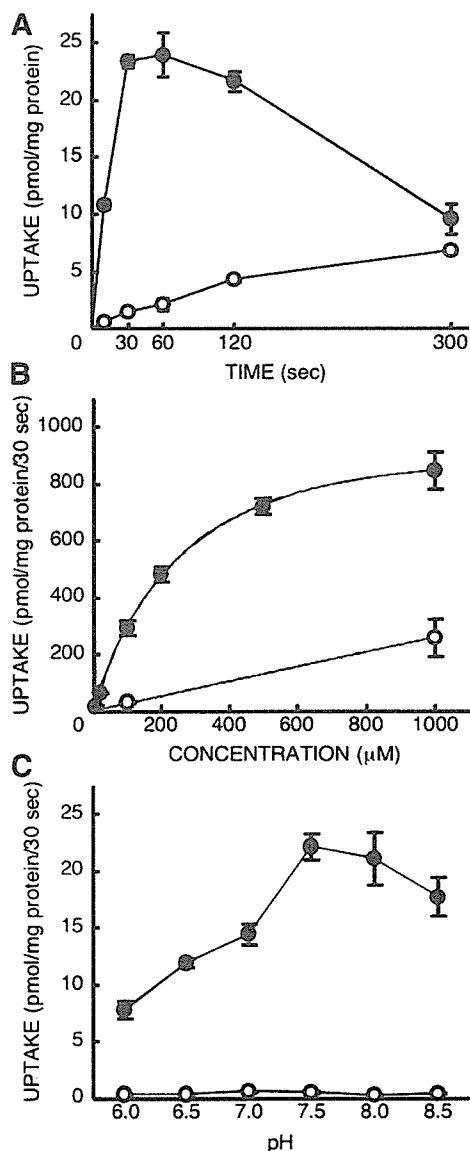 A
UPTAKE (pmol/mg protein)
25
20
15
10
5
0
30 60 120 300
TIME (sec)
B
UPTAKE (pmol/mg protein/30 sec)
1000
800
600
400
200
0
200 400 600 800 1000
CONCENTRATION (μM)
C
UPTAKE (pmol/mg protein/30 sec)
25
20
15
10
5
0
6.0 6.5 7.0 7.5 8.0 8.5
pH